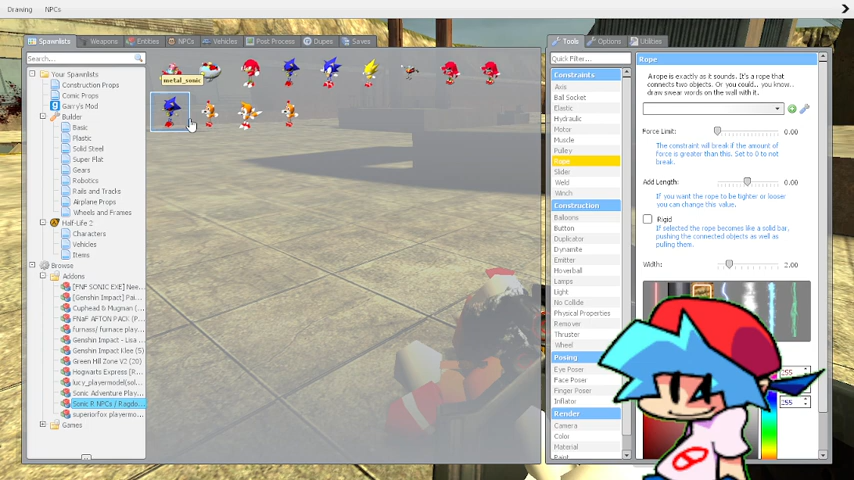 Drawing NPCs
Spawnlists Weapons Entities NPCs Vehicles Post Process Dupes Saves
Search...
Your Spawnlists
Construction Props
Comic Props
Garry's Mod
Builder
Basic
Plastic
Solid Steel
Super Flat
Gears
Robotics
Rails and Tracks
Airplane Props
Wheels and Frames
Half-Life 2
Characters
Vehicles
Items
Browse
Addons
[FNF SONIC EXE] Nee...
[Genshin Impact] Pai...
Cuphead & Mugman (...
FNaF AFTON PACK (P...
furnass/ furnace play...
Genshin Impact - Lisa ...
Genshin Impact Klee (5)
Green Hill Zone V2 (20)
Hogwarts Express [R...
lucy_playermodel(sol...
Sonic Adventure Play...
Sonic R NPCs / Ragdo...
superiorfox playermo...
Games
metal_sonic
Tools Options Utilities
Quick Filter...
Constraints
Axis
Ball Socket
Elastic
Hydraulic
Motor
Muscle
Pulley
Rope
Slider
Weld
Winch
Construction
Balloons
Button
Duplicator
Dynamite
Emitter
Hoverball
Lamps
Light
No Collide
Physical Properties
Remover
Thruster
Wheel
Posing
Eye Poser
Face Poser
Finger Poser
Inflator
Render
Camera
Color
Material
Paint
Rope
A rope is exactly as it sounds. It's a rope
that connects two objects. Or you could.. you know..
draw swear words on the wall with it.
Force Limit: 0.00
The constraint will break if the amount of
force is greater than this. Set to 0 to not
break.
Add Length: 0.00
If you want the rope to be tighter or looser
you can change this value.
Rigid
If selected the rope becomes like a solid bar,
pushing the connected objects as well as
pulling them.
Width: 2.00
255
255